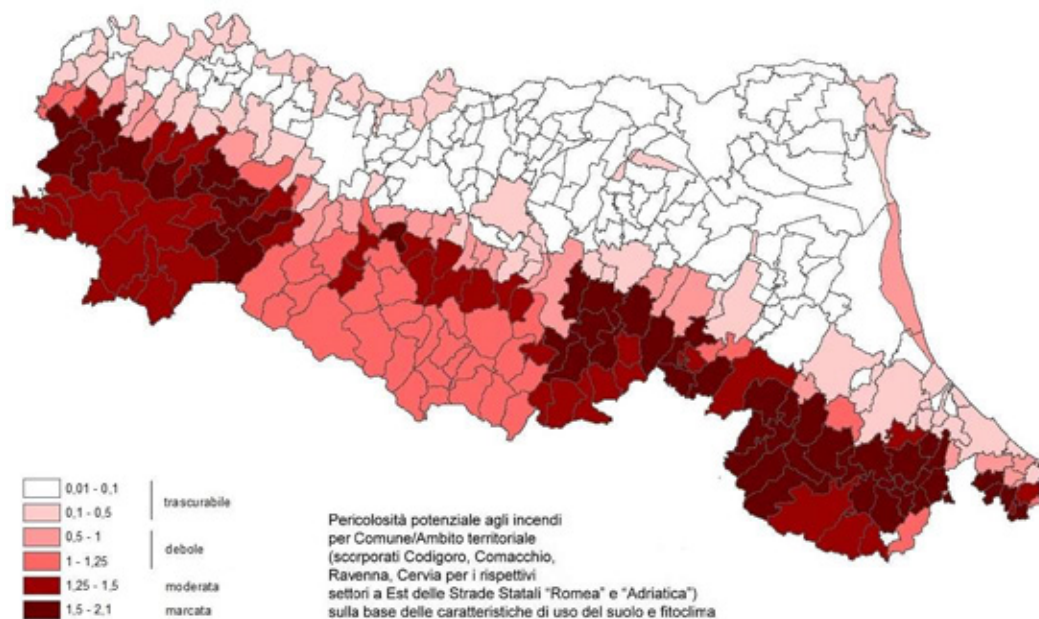 0,01 - 0,1
trascurabile
0,1 - 0,5
0,5 - 1
debole
1 - 1,25
1,25 - 1,5 moderata
1,5 - 2,1 marcata
Pericolosità potenziale agli incendi
per Comune/Ambito territoriale
(scorporati Codigoro, Comacchio,
Ravenna, Cervia per i rispettivi
settori a Est delle Strade Statali "Romea" e "Adriatica")
sulla base delle caratteristiche di uso del suolo e fitoclima